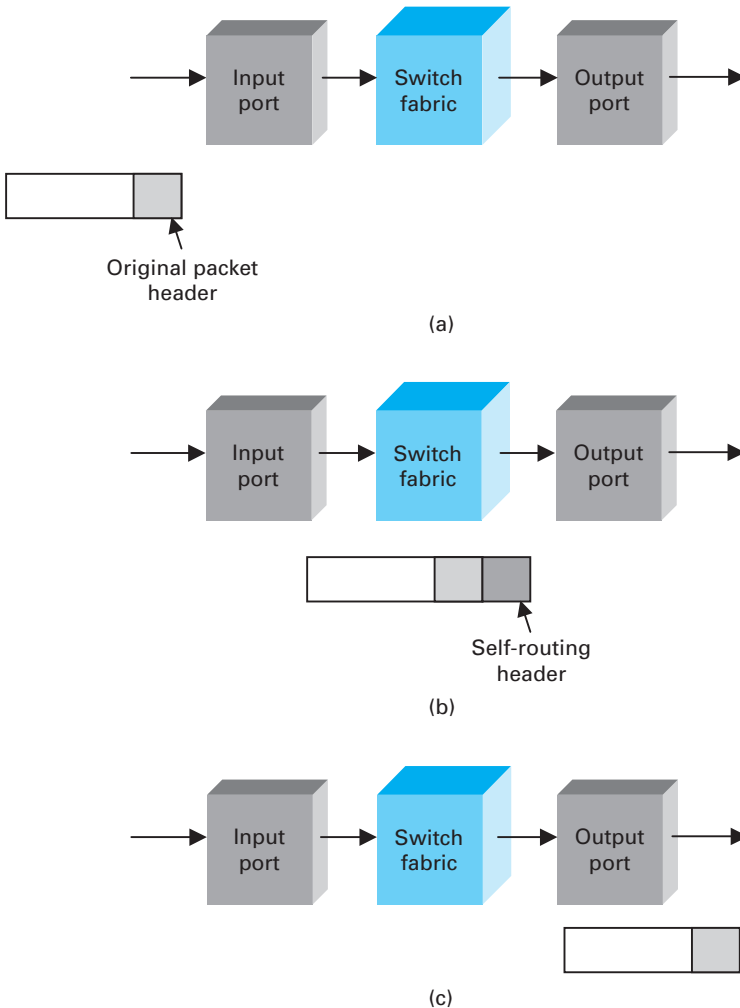 Input
port
Switch
fabric
Output
port
Original packet
header
(a)
Input
port
Switch
fabric
Output
port
Self-routing
header
(b)
Input
port
Switch
fabric
Output
port
(c)